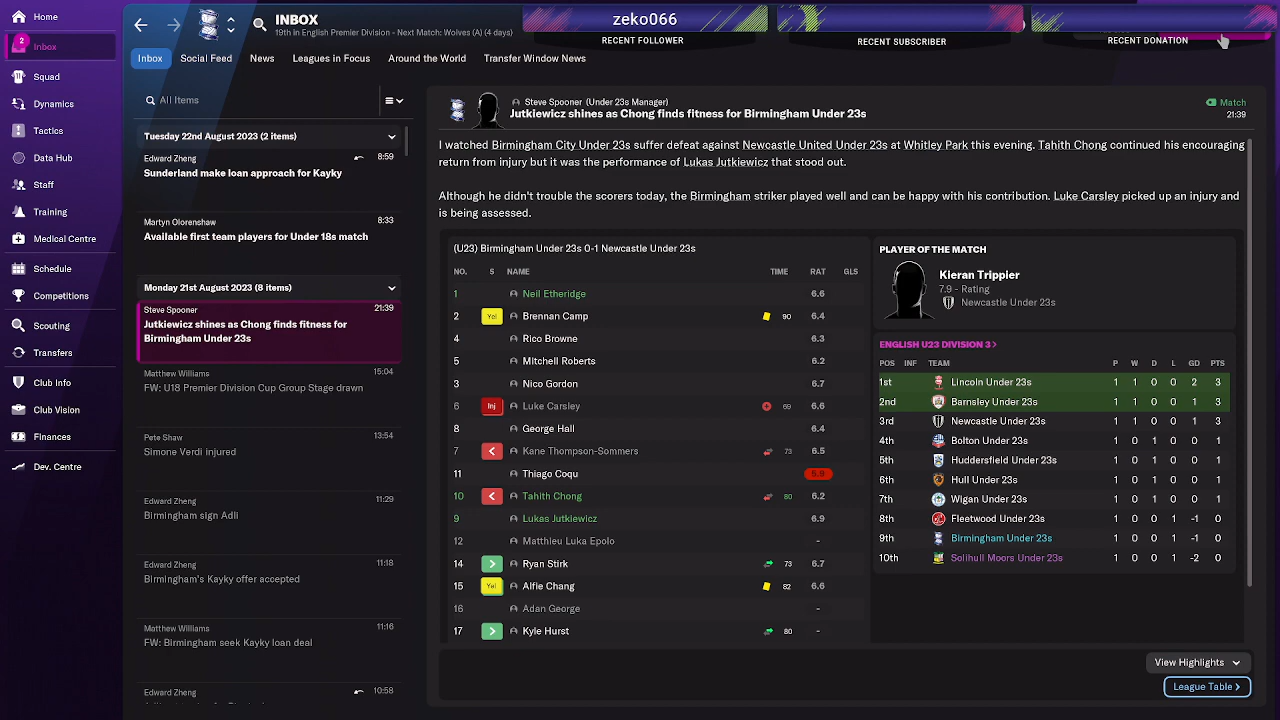 Home
2
Inbox
Squad
Dynamics
Tactics
Data Hub
Staff
Training
Medical Centre
Schedule
Competitions
Scouting
Transfers
Club Info
Club Vision
Finances
Dev. Centre
INBOX
19th in English Premier Division - Next Match: Wolves (A) (4 days)
zeko066
RECENT FOLLOWER
RECENT SUBSCRIBER
RECENT DONATION
Inbox Social Feed News Leagues in Focus Around the World Transfer Window News
All Items
Tuesday 22nd August 2023 (2 items)
Edward Zheng 8:59
Sunderland make loan approach for Kayky
Martyn Olorenshaw 8:33
Available first team players for Under 18s match
Monday 21st August 2023 (8 items)
Steve Spooner 21:39
Jutkiewicz shines as Chong finds fitness for
Birmingham Under 23s
Matthew Williams 15:04
FW: U18 Premier Division Cup Group Stage drawn
Pete Shaw 13:54
Simone Verdi injured
Edward Zheng 11:29
Birmingham sign Adli
Edward Zheng 11:18
Birmingham's Kayky offer accepted
Matthew Williams 11:16
FW: Birmingham seek Kayky loan deal
Edward Zheng 10:58
Steve Spooner (Under 23s Manager)
Jutkiewicz shines as Chong finds fitness for Birmingham Under 23s
Match
21:39
I watched Birmingham City Under 23s suffer defeat against Newcastle United Under 23s at Whitley Park this evening. Tahith Chong continued his encouraging
return from injury but it was the performance of Lukas Jutkiewicz that stood out.
Although he didn't trouble the scorers today, the Birmingham striker played well and can be happy with his contribution. Luke Carsley picked up an injury and
is being assessed.
(U23) Birmingham Under 23s 0-1 Newcastle Under 23s
NO. S NAME TIME RAT GLS
1 Neil Etheridge 6.6
2 Yel Brennan Camp 90 6.4
4 Rico Browne 6.3
5 Mitchell Roberts 6.2
3 Nico Gordon 6.7
6 Inj Luke Carsley 69 6.6
8 George Hall 6.4
7 Kane Thompson-Sommers 73 6.5
11 Thiago Coqu 5.9
10 Tahith Chong 80 6.2
9 Lukas Jutkiewicz 6.9
12 Matthieu Luka Epolo -
14 Ryan Stirk 73 6.7
15 Yel Alfie Chang 82 6.6
16 Adan George -
17 Kyle Hurst 80 -
PLAYER OF THE MATCH
Kieran Trippier
7.9 - Rating
Newcastle Under 23s
ENGLISH U23 DIVISION 3 >
POS INF TEAM P W D L GD PTS
1st Lincoln Under 23s 1 1 0 0 2 3
2nd Barnsley Under 23s 1 1 0 0 1 3
3rd Newcastle Under 23s 1 1 0 0 1 3
4th Bolton Under 23s 1 0 1 0 0 1
5th Huddersfield Under 23s 1 0 1 0 0 1
6th Hull Under 23s 1 0 1 0 0 1
7th Wigan Under 23s 1 0 1 0 0 1
8th Fleetwood Under 23s 1 0 0 1 -1 0
9th Birmingham Under 23s 1 0 0 1 -1 0
10th Solihull Moors Under 23s 1 0 0 1 -2 0
View Highlights
League Table >